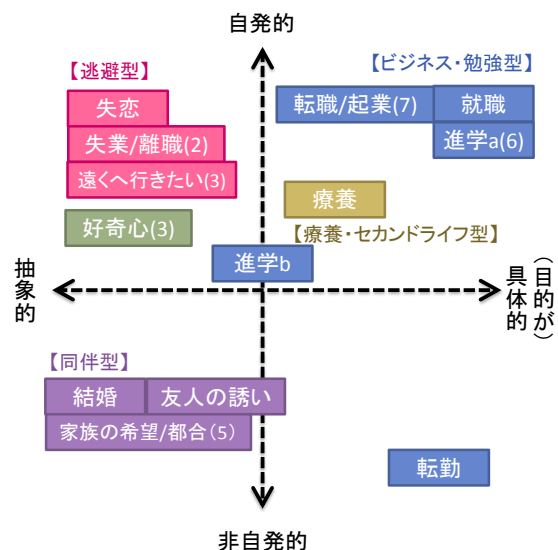 自発的
【逃避型】
【ビジネス・勉強型】
失恋
転職/起業(7)
就職
失業/離職(2)
進学a(6)
遠くへ行きたい(3)
療養
好奇心(3)
【療養・セカンドライフ型】
進学b
抽象的
(目的が)
具体的
【同伴型】
結婚
友人の誘い
家族の希望/都合(5)
転勤
非自発的